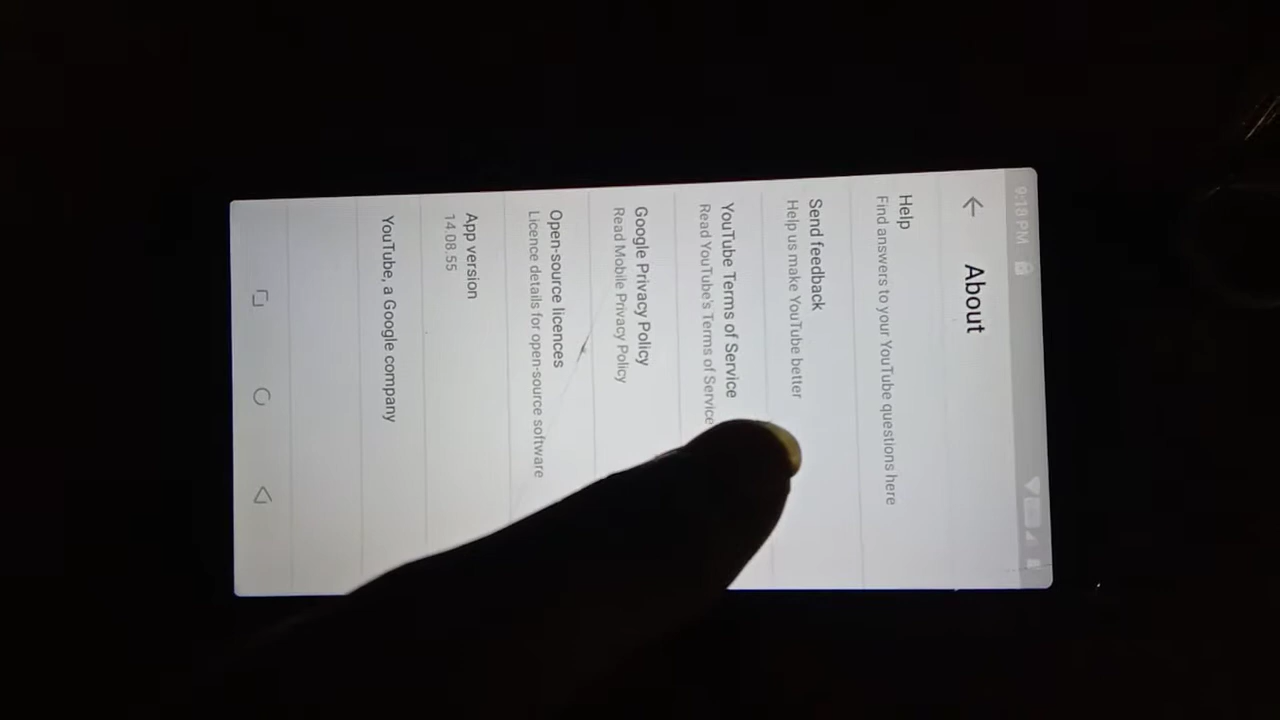 9:18 PM
About
Help
Find answers to your YouTube questions here
Send feedback
Help us make YouTube better
YouTube Terms of Service
Read YouTube's Terms of Service
Google Privacy Policy
Read Mobile Privacy Policy
Open-source licences
Licence details for open-source software
App version
14.08.55
YouTube, a Google company